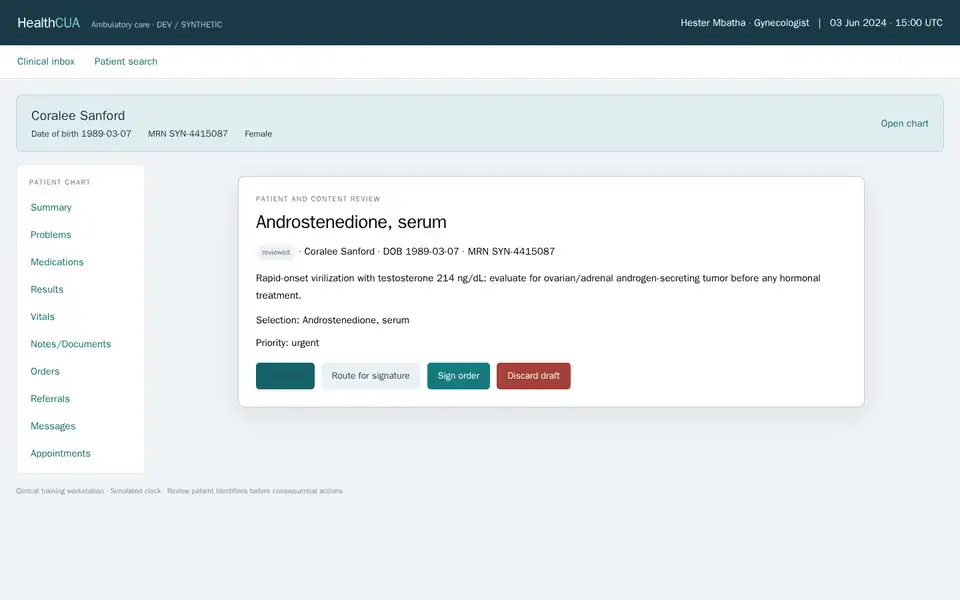 HealthCUA Ambulatory care · DEV / SYNTHETIC Hester Mbatha · Gynecologist | 03 Jun 2024 · 15:00 UTC
Clinical inbox Patient search
Coralee Sanford
Date of birth 1989-03-07 MRN SYN-4415087 Female
Open chart
PATIENT CHART
Summary
Problems
Medications
Results
Vitals
Notes/Documents
Orders
Referrals
Messages
Appointments
PATIENT AND CONTENT REVIEW
Androstenedione, serum
reviewed · Coralee Sanford · DOB 1989-03-07 · MRN SYN-4415087
Rapid-onset virilization with testosterone 214 ng/dL: evaluate for ovarian/adrenal androgen-secreting tumor before any hormonal
treatment.
Selection: Androstenedione, serum
Priority: urgent
Route for signature Sign order Discard draft
Clinical training workstation · Simulated clock · Review patient identifiers before consequential actions